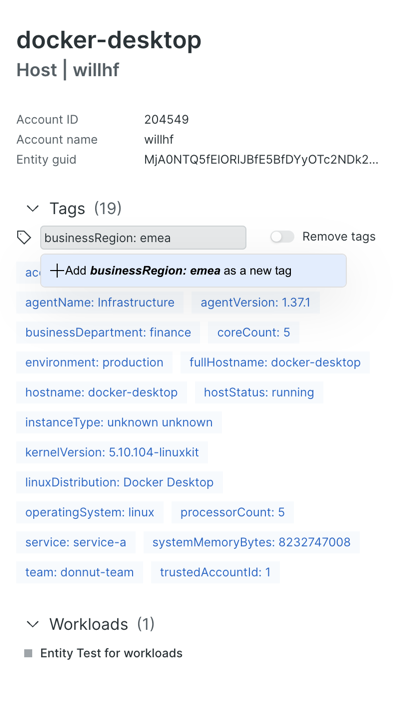 docker-desktop
Host | willhf
Account ID 204549
Account name willhf
Entity guid MjA0NTQ5fElORlJBfE5BfDYyOTc2NDk2...
Tags (19)
businessRegion: emea Remove tags
+ Add businessRegion: emea as a new tag
acc
agentName: Infrastructure agentVersion: 1.37.1
businessDepartment: finance coreCount: 5
environment: production fullHostname: docker-desktop
hostname: docker-desktop hostStatus: running
instanceType: unknown unknown
kernelVersion: 5.10.104-linuxkit
linuxDistribution: Docker Desktop
operatingSystem: linux processorCount: 5
service: service-a systemMemoryBytes: 8232747008
team: donnut-team trustedAccountId: 1
Workloads (1)
Entity Test for workloads